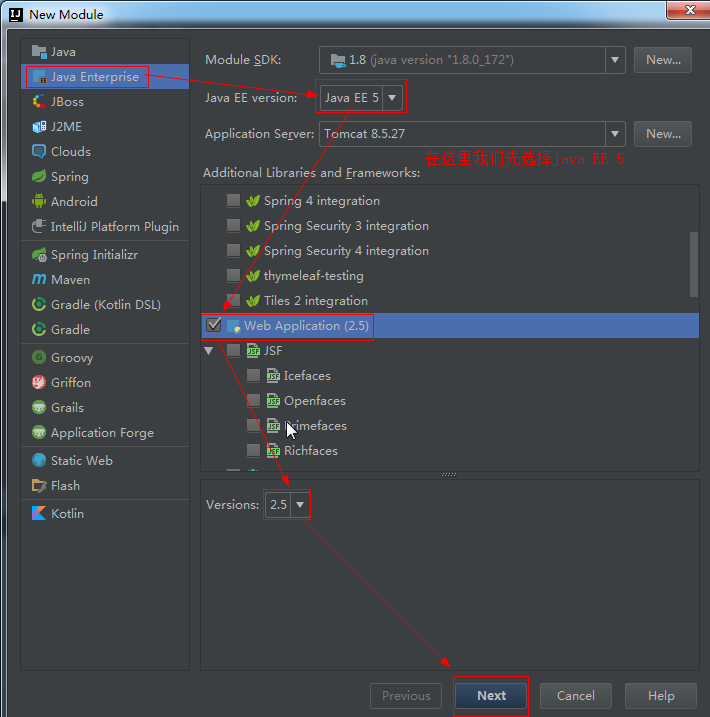 New Module
Java
Java Enterprise
JBoss
J2ME
Clouds
Spring
Android
IntelliJ Platform Plugin
Spring Initializr
Maven
Gradle (Kotlin DSL)
Gradle
Groovy
Griffon
Grails
Application Forge
Static Web
Flash
Kotlin
Module SDK: 1.8 (java version "1.8.0_172") New...
Java EE version: Java EE 5
Application Server: Tomcat 8.5.27 New...
在这里我们先选择Java EE 5
Additional Libraries and Frameworks:
Spring 4 integration
Spring Security 3 integration
Spring Security 4 integration
thymeleaf-testing
Tiles 2 integration
Web Application (2.5)
JSF
Icefaces
Openfaces
Primefaces
Richfaces
Versions: 2.5
Previous Next Cancel Help